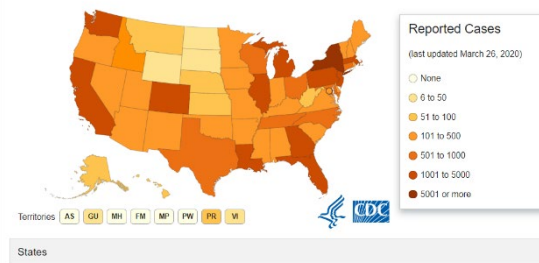 Reported Cases
(last updated March 26, 2020)
None
6 to 50
51 to 100
101 to 500
501 to 1000
1001 to 5000
5001 or more
Territories AS GU MH FM MP PW PR VI
CDC
States